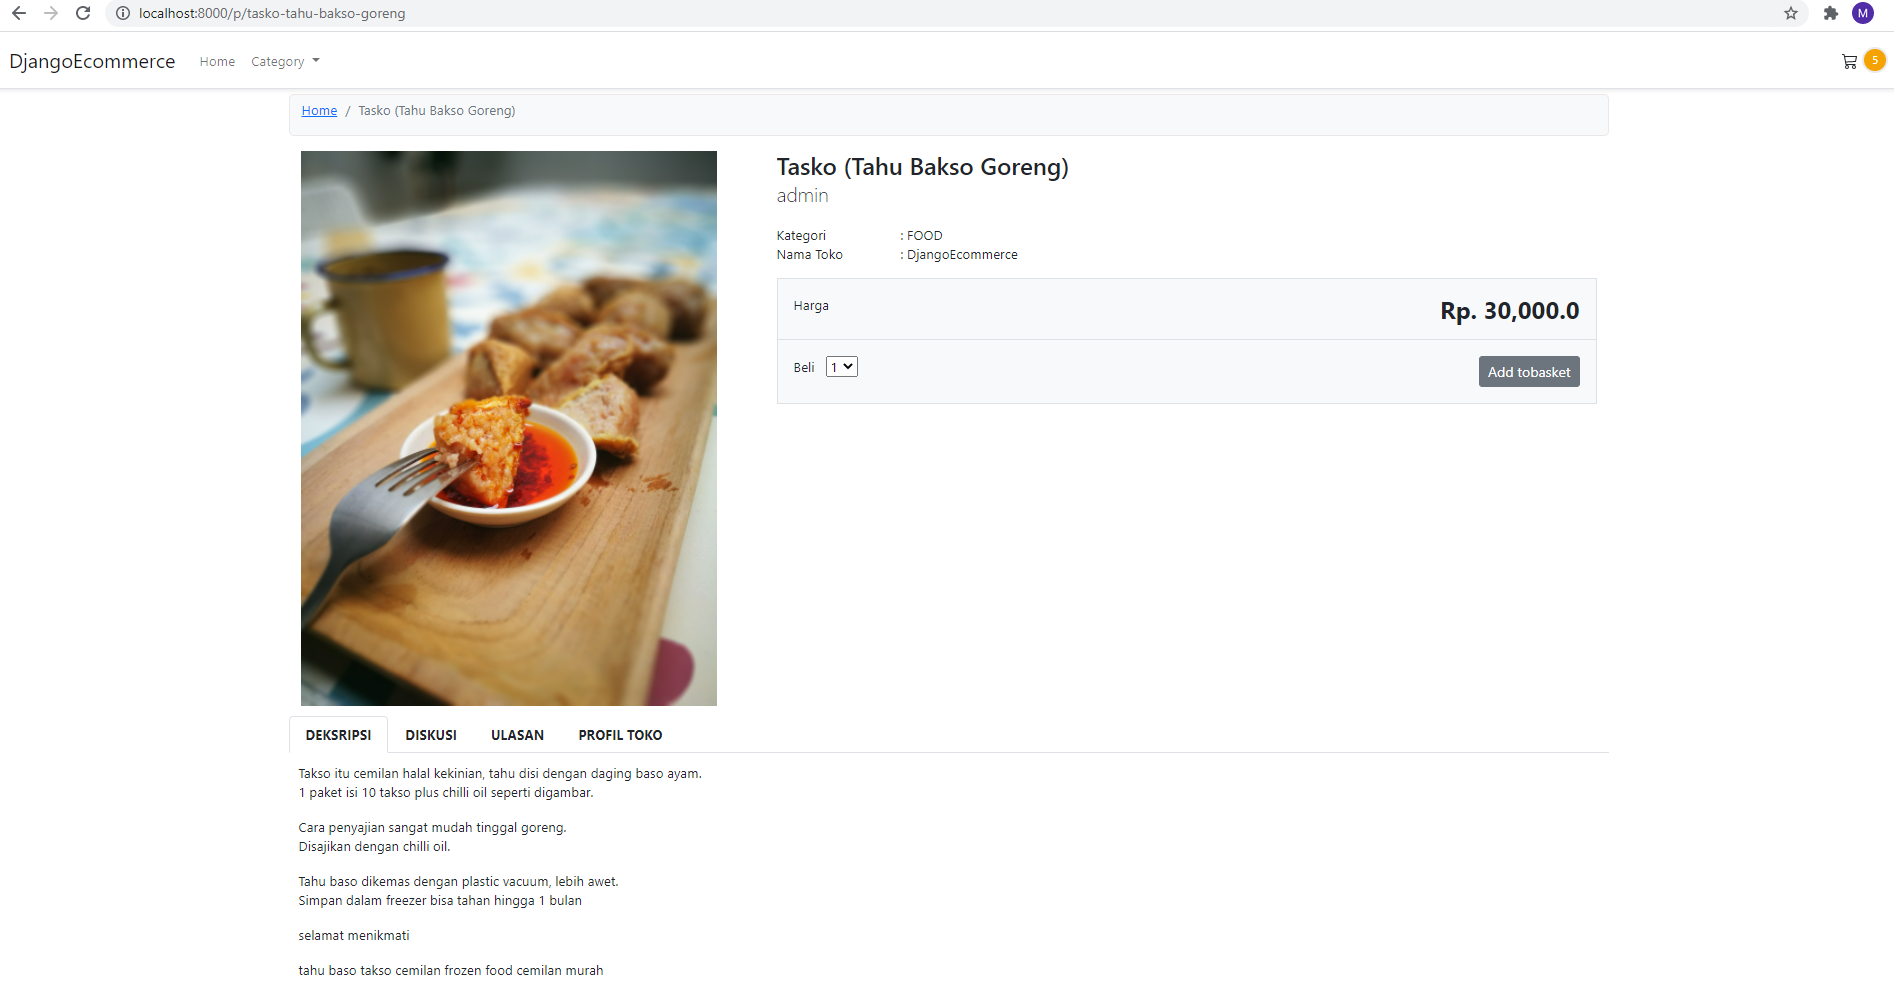 localhost:8000/p/tasko-tahu-bakso-goreng
M
DjangoEcommerce
Home
Category
5
Home / Tasko (Tahu Bakso Goreng)
Tasko (Tahu Bakso Goreng)
admin
Kategori : FOOD
Nama Toko : DjangoEcommerce
Harga Rp. 30,000.0
Beli 1 Add tobasket
DEKSRIPSI DISKUSI ULASAN PROFIL TOKO
Takso itu cemilan halal kekinian, tahu disi dengan daging baso ayam.
1 paket isi 10 takso plus chilli oil seperti digambar.
Cara penyajian sangat mudah tinggal goreng.
Disajikan dengan chilli oil.
Tahu baso dikemas dengan plastic vacuum, lebih awet.
Simpan dalam freezer bisa tahan hingga 1 bulan
selamat menikmati
tahu baso takso cemilan frozen food cemilan murah